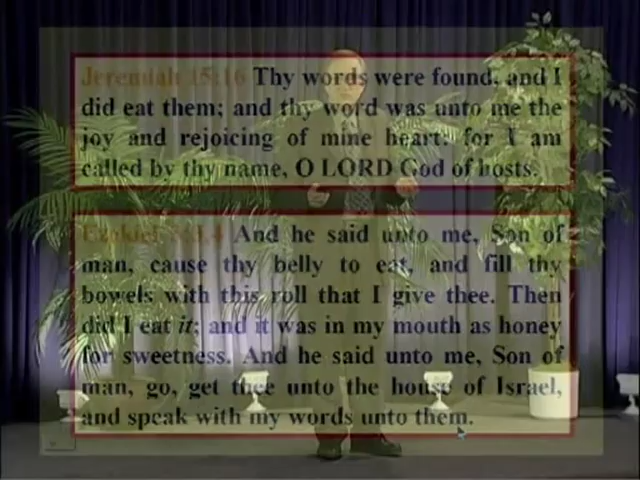 Jeremiah 15:16 Thy words were found, and I
did eat them; and thy word was unto me the
joy and rejoicing of mine heart: for I am
called by thy name, O LORD God of hosts.
Ezekiel 3:3,4 And he said unto me, Son of
man, cause thy belly to eat, and fill thy
bowels with this roll that I give thee. Then
did I eat it; and it was in my mouth as honey
for sweetness. And he said unto me, Son of
man, go, get thee unto the house of Israel,
and speak with my words unto them.